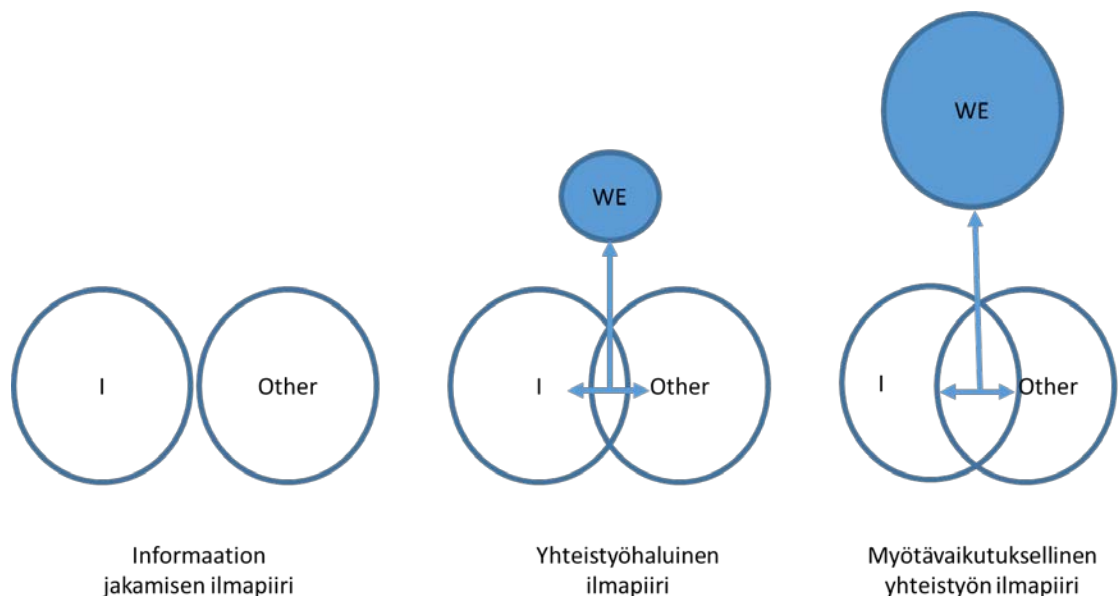 WE
WE
I
Other
I
Other
I
Other
Informaation
jakamisen ilmapiiri
Yhteistyöhaluinen
ilmapiiri
Myötävaikutuksellinen
yhteistyön ilmapiiri